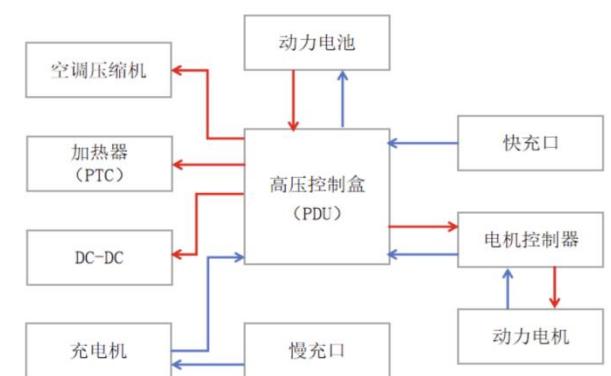 动力电池
空调压缩机
加热器
（PTC）
快充口
高压控制盒
（PDU）
电机控制器
DC-DC
动力电机
充电机
慢充口